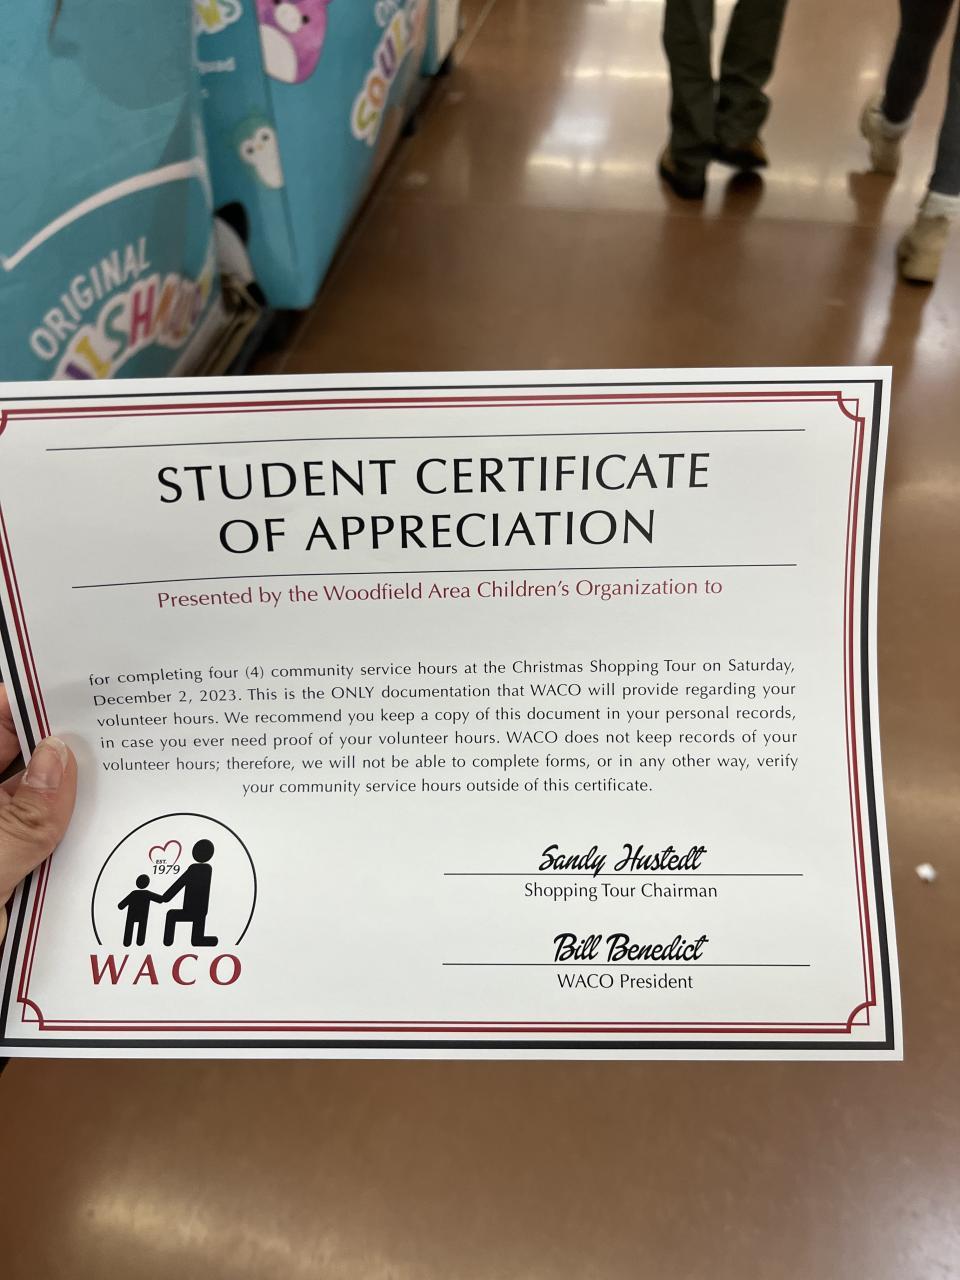 ORIGINAL
STUDENT CERTIFICATE
OF APPRECIATION
Presented by the Woodfield Area Children's Organization to
for completing four (4) community service hours at the Christmas Shopping Tour on Saturday,
December 2, 2023. This is the ONLY documentation that WACO will provide regarding your
volunteer hours. We recommend you keep a copy of this document in your personal records,
in case you ever need proof of your volunteer hours. WACO does not keep records of your
volunteer hours; therefore, we will not be able to complete forms, or in any other way, verify
your community service hours outside of this certificate.
EST.
1979
WACO
Sandy Hustedt
Shopping Tour Chairman
Bill Benedict
WACO President